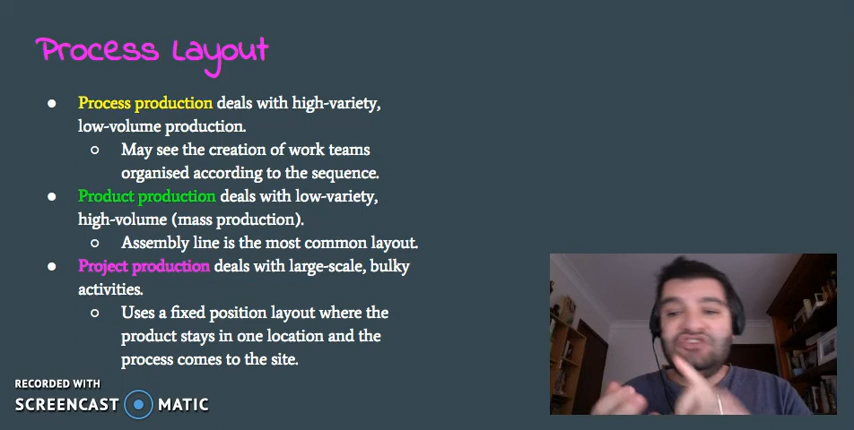 Process Layout
● Process production deals with high-variety,
low-volume production.
○ May see the creation of work teams
organised according to the sequence.
● Product production deals with low-variety,
high-volume (mass production).
○ Assembly line is the most common layout.
● Project production deals with large-scale, bulky
activities.
○ Uses a fixed position layout where the
product stays in one location and the
process comes to the site.
RECORDED WITH
SCREENCAST MATIC